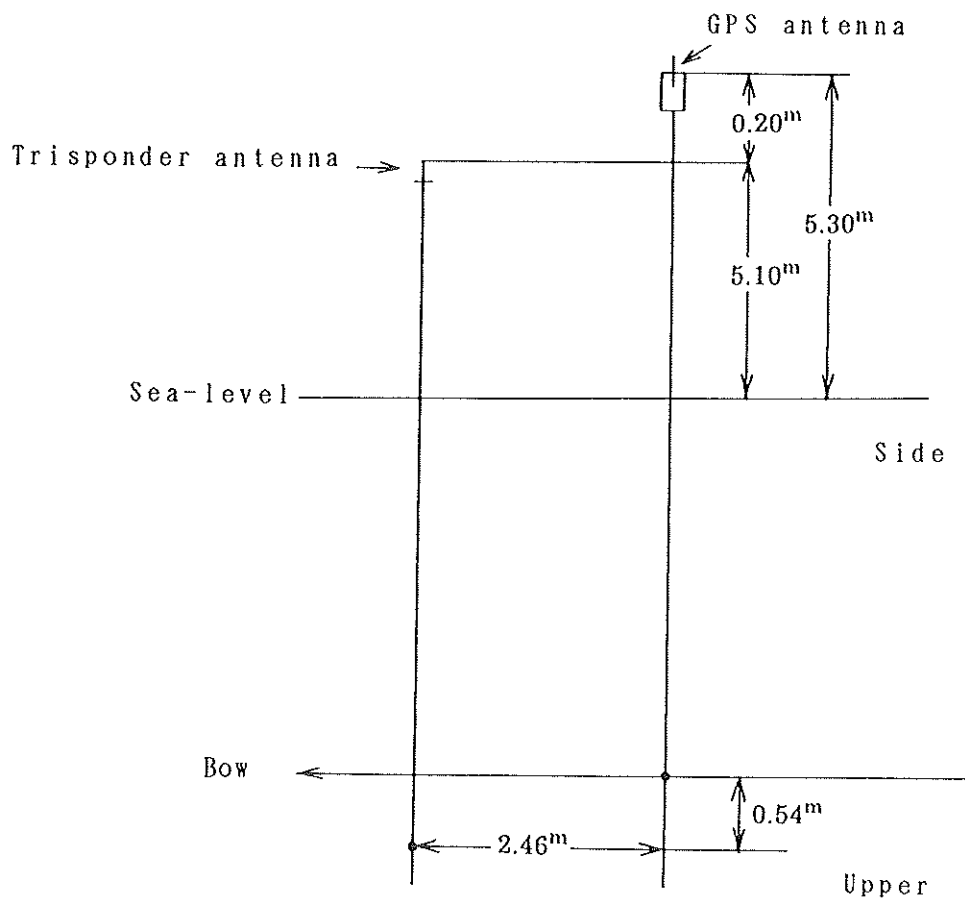 GPS antenna
0.20m
Trisponder antenna
5.30m
5.10m
Sea-level
Side
Bow
0.54m
2.46m
Upper